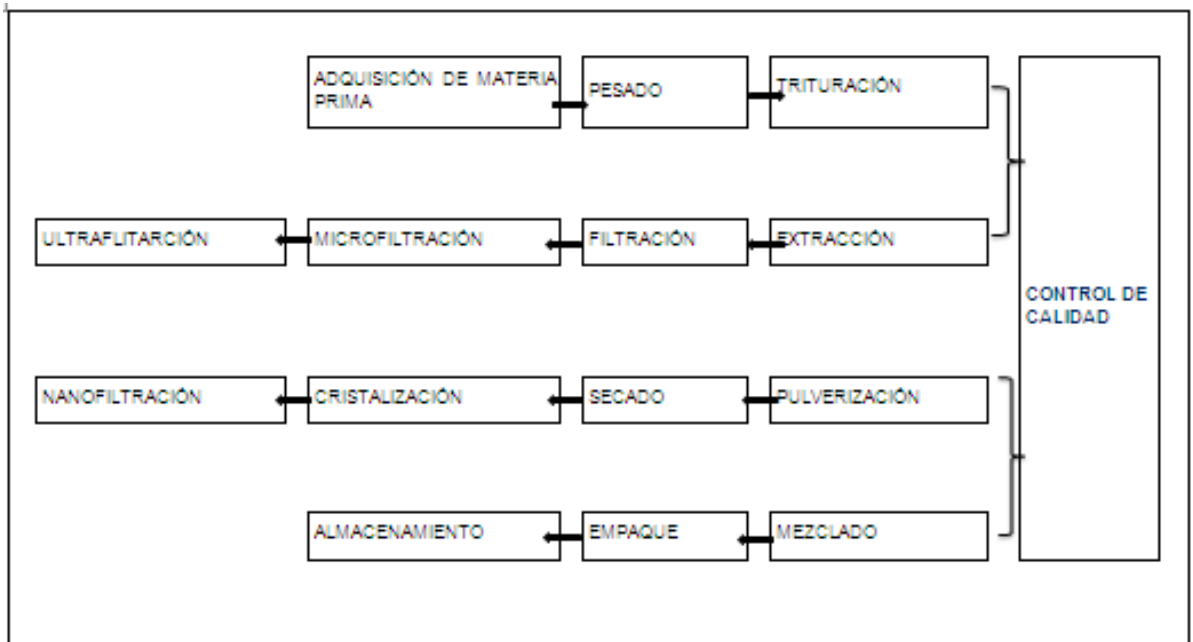 ADQUISICIÓN DE MATERIA
PRIMA
PESADO
TRITURACIÓN
ULTRAFLITARCIÓN
MICROFILTRACIÓN
FILTRACIÓN
EXTRACCIÓN
CONTROL DE
CALIDAD
NANOFILTRACIÓN
CRISTALIZACIÓN
SECADO
PULVERIZACIÓN
ALMACENAMIENTO
EMPAQUE
MEZCLADO